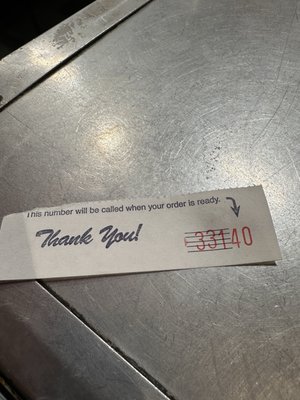 This number will be called when your order is ready.
Thank You! 33140